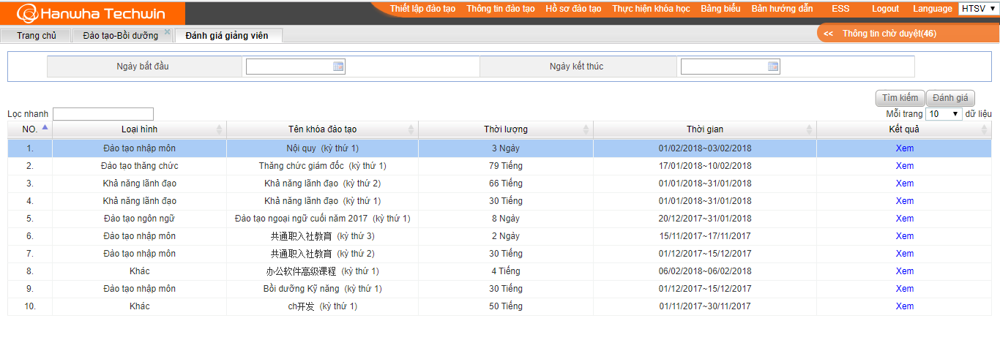 Hanwha Techwin
Thiết lập đào tạo Thông tin đào tạo Hồ sơ đào tạo Thực hiện khóa học Bảng biểu Bản hướng dẫn ESS Logout Language HTSV
Trang chủ Đào tạo-Bồi dưỡng Đánh giá giảng viên << Thông tin chờ duyệt(46)
Ngày bắt đầu Ngày kết thúc
Tìm kiếm Đánh giá
Lọc nhanh Mỗi trang 10 dữ liệu
NO. Loại hình Tên khóa đào tạo Thời lượng Thời gian Kết quả
1. Đào tạo nhập môn Nội quy (kỳ thứ 1) 3 Ngày 01/02/2018~03/02/2018 Xem
2. Đào tạo thăng chức Thăng chức giám đốc (kỳ thứ 1) 79 Tiếng 17/01/2018~10/02/2018 Xem
3. Khả năng lãnh đạo Khả năng lãnh đạo (kỳ thứ 2) 66 Tiếng 01/01/2018~31/01/2018 Xem
4. Khả năng lãnh đạo Khả năng lãnh đạo (kỳ thứ 1) 30 Tiếng 01/01/2018~31/01/2018 Xem
5. Đào tạo ngôn ngữ Đào tạo ngoại ngữ cuối năm 2017 (kỳ thứ 1) 8 Ngày 20/12/2017~31/01/2018 Xem
6. Đào tạo nhập môn 共通职入社教育 (kỳ thứ 3) 2 Ngày 15/11/2017~17/11/2017 Xem
7. Đào tạo nhập môn 共通职入社教育 (kỳ thứ 2) 30 Tiếng 01/12/2017~15/12/2017 Xem
8. Khác 办公软件高级课程 (kỳ thứ 1) 4 Tiếng 06/02/2018~06/02/2018 Xem
9. Đào tạo nhập môn Bồi dưỡng Kỹ năng (kỳ thứ 1) 30 Tiếng 01/12/2017~15/12/2017 Xem
10. Khác ch开发 (kỳ thứ 1) 50 Tiếng 01/11/2017~30/11/2017 Xem